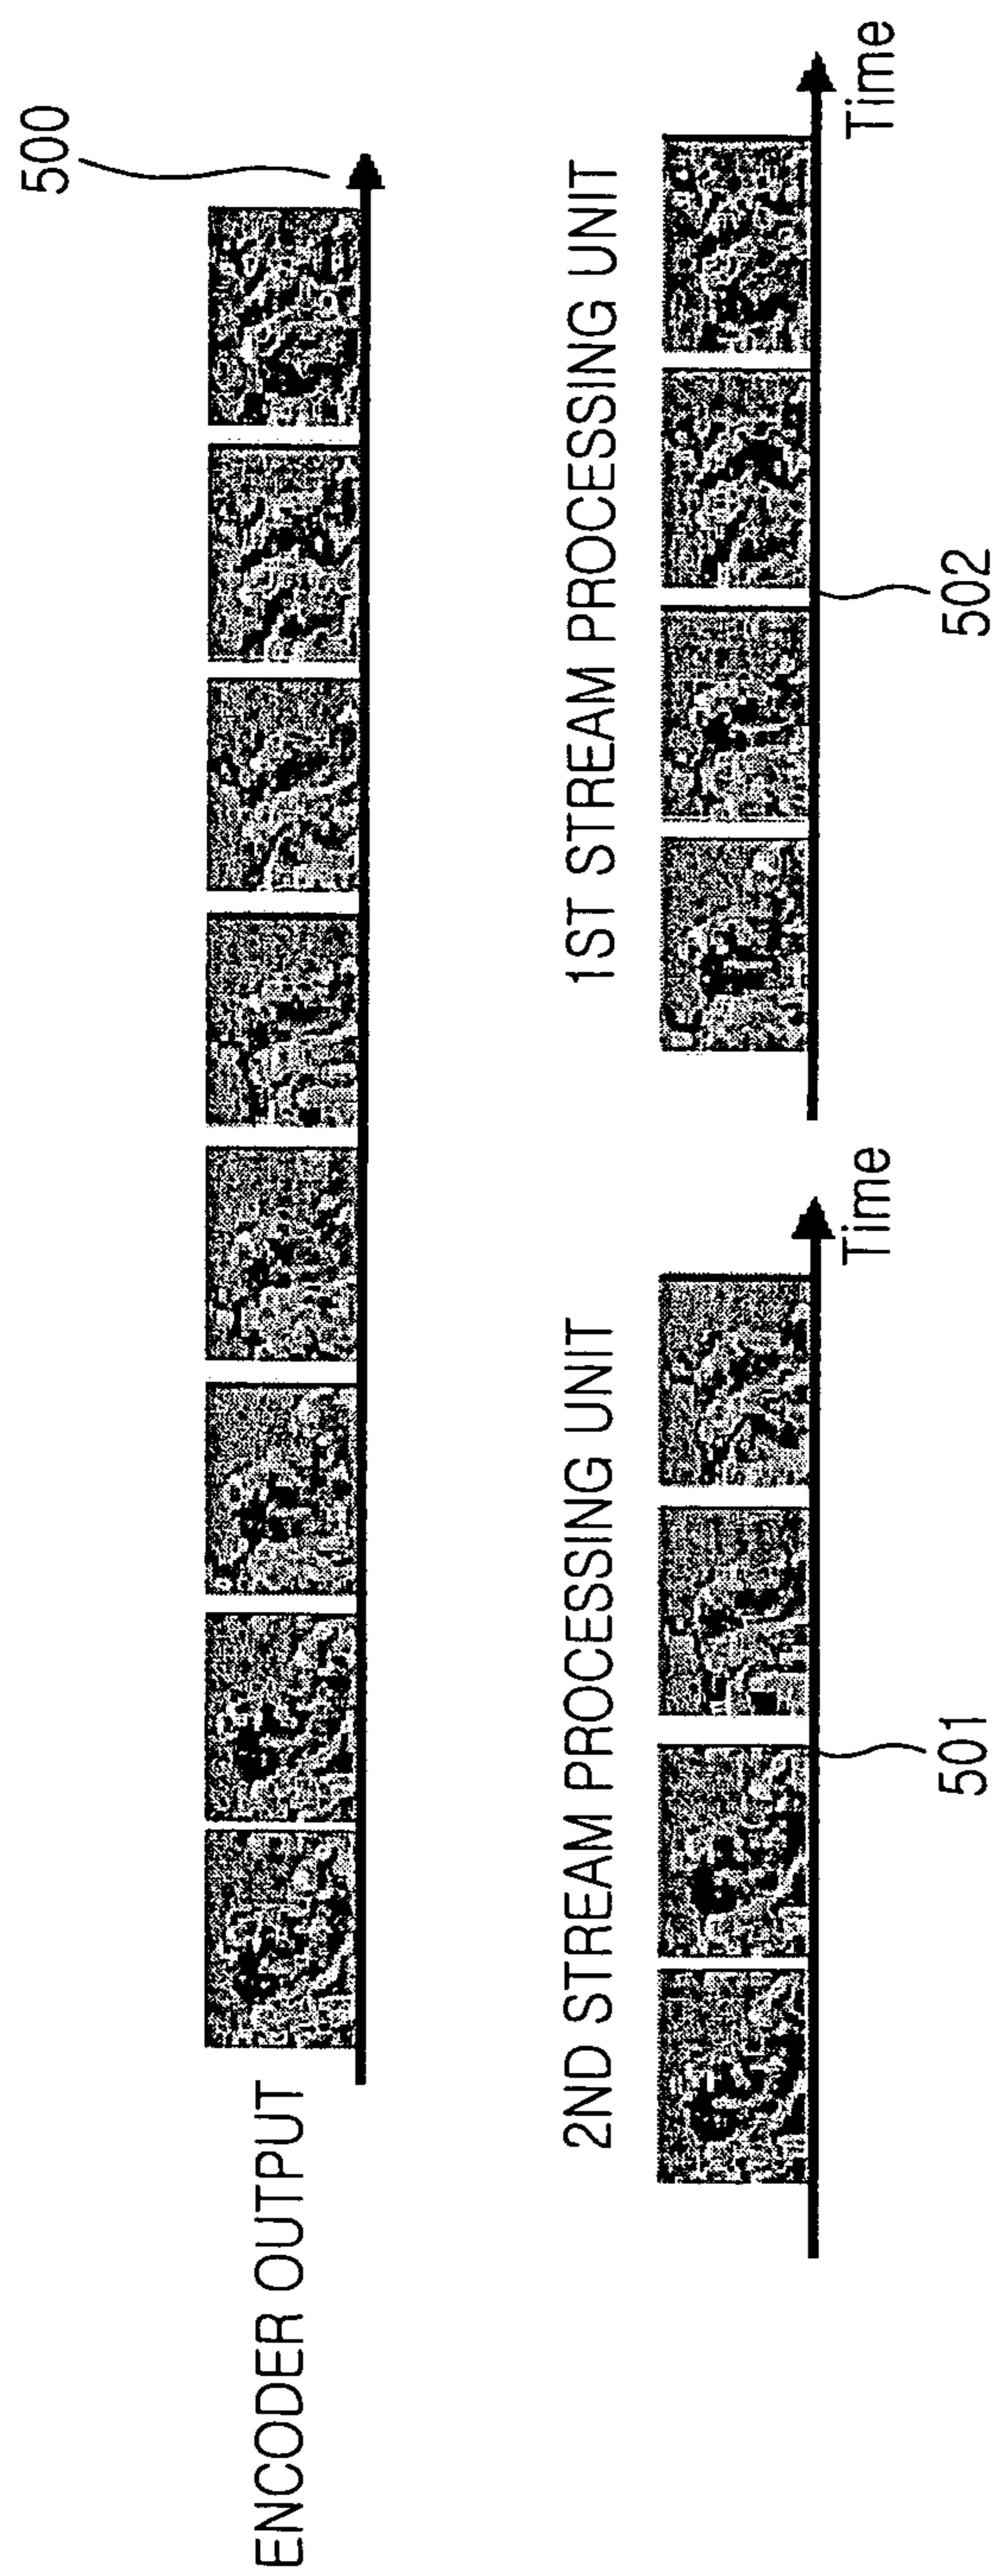 500
ENCODER OUTPUT
2ND STREAM PROCESSING UNIT
1ST STREAM PROCESSING UNIT
Time
Time
501
502